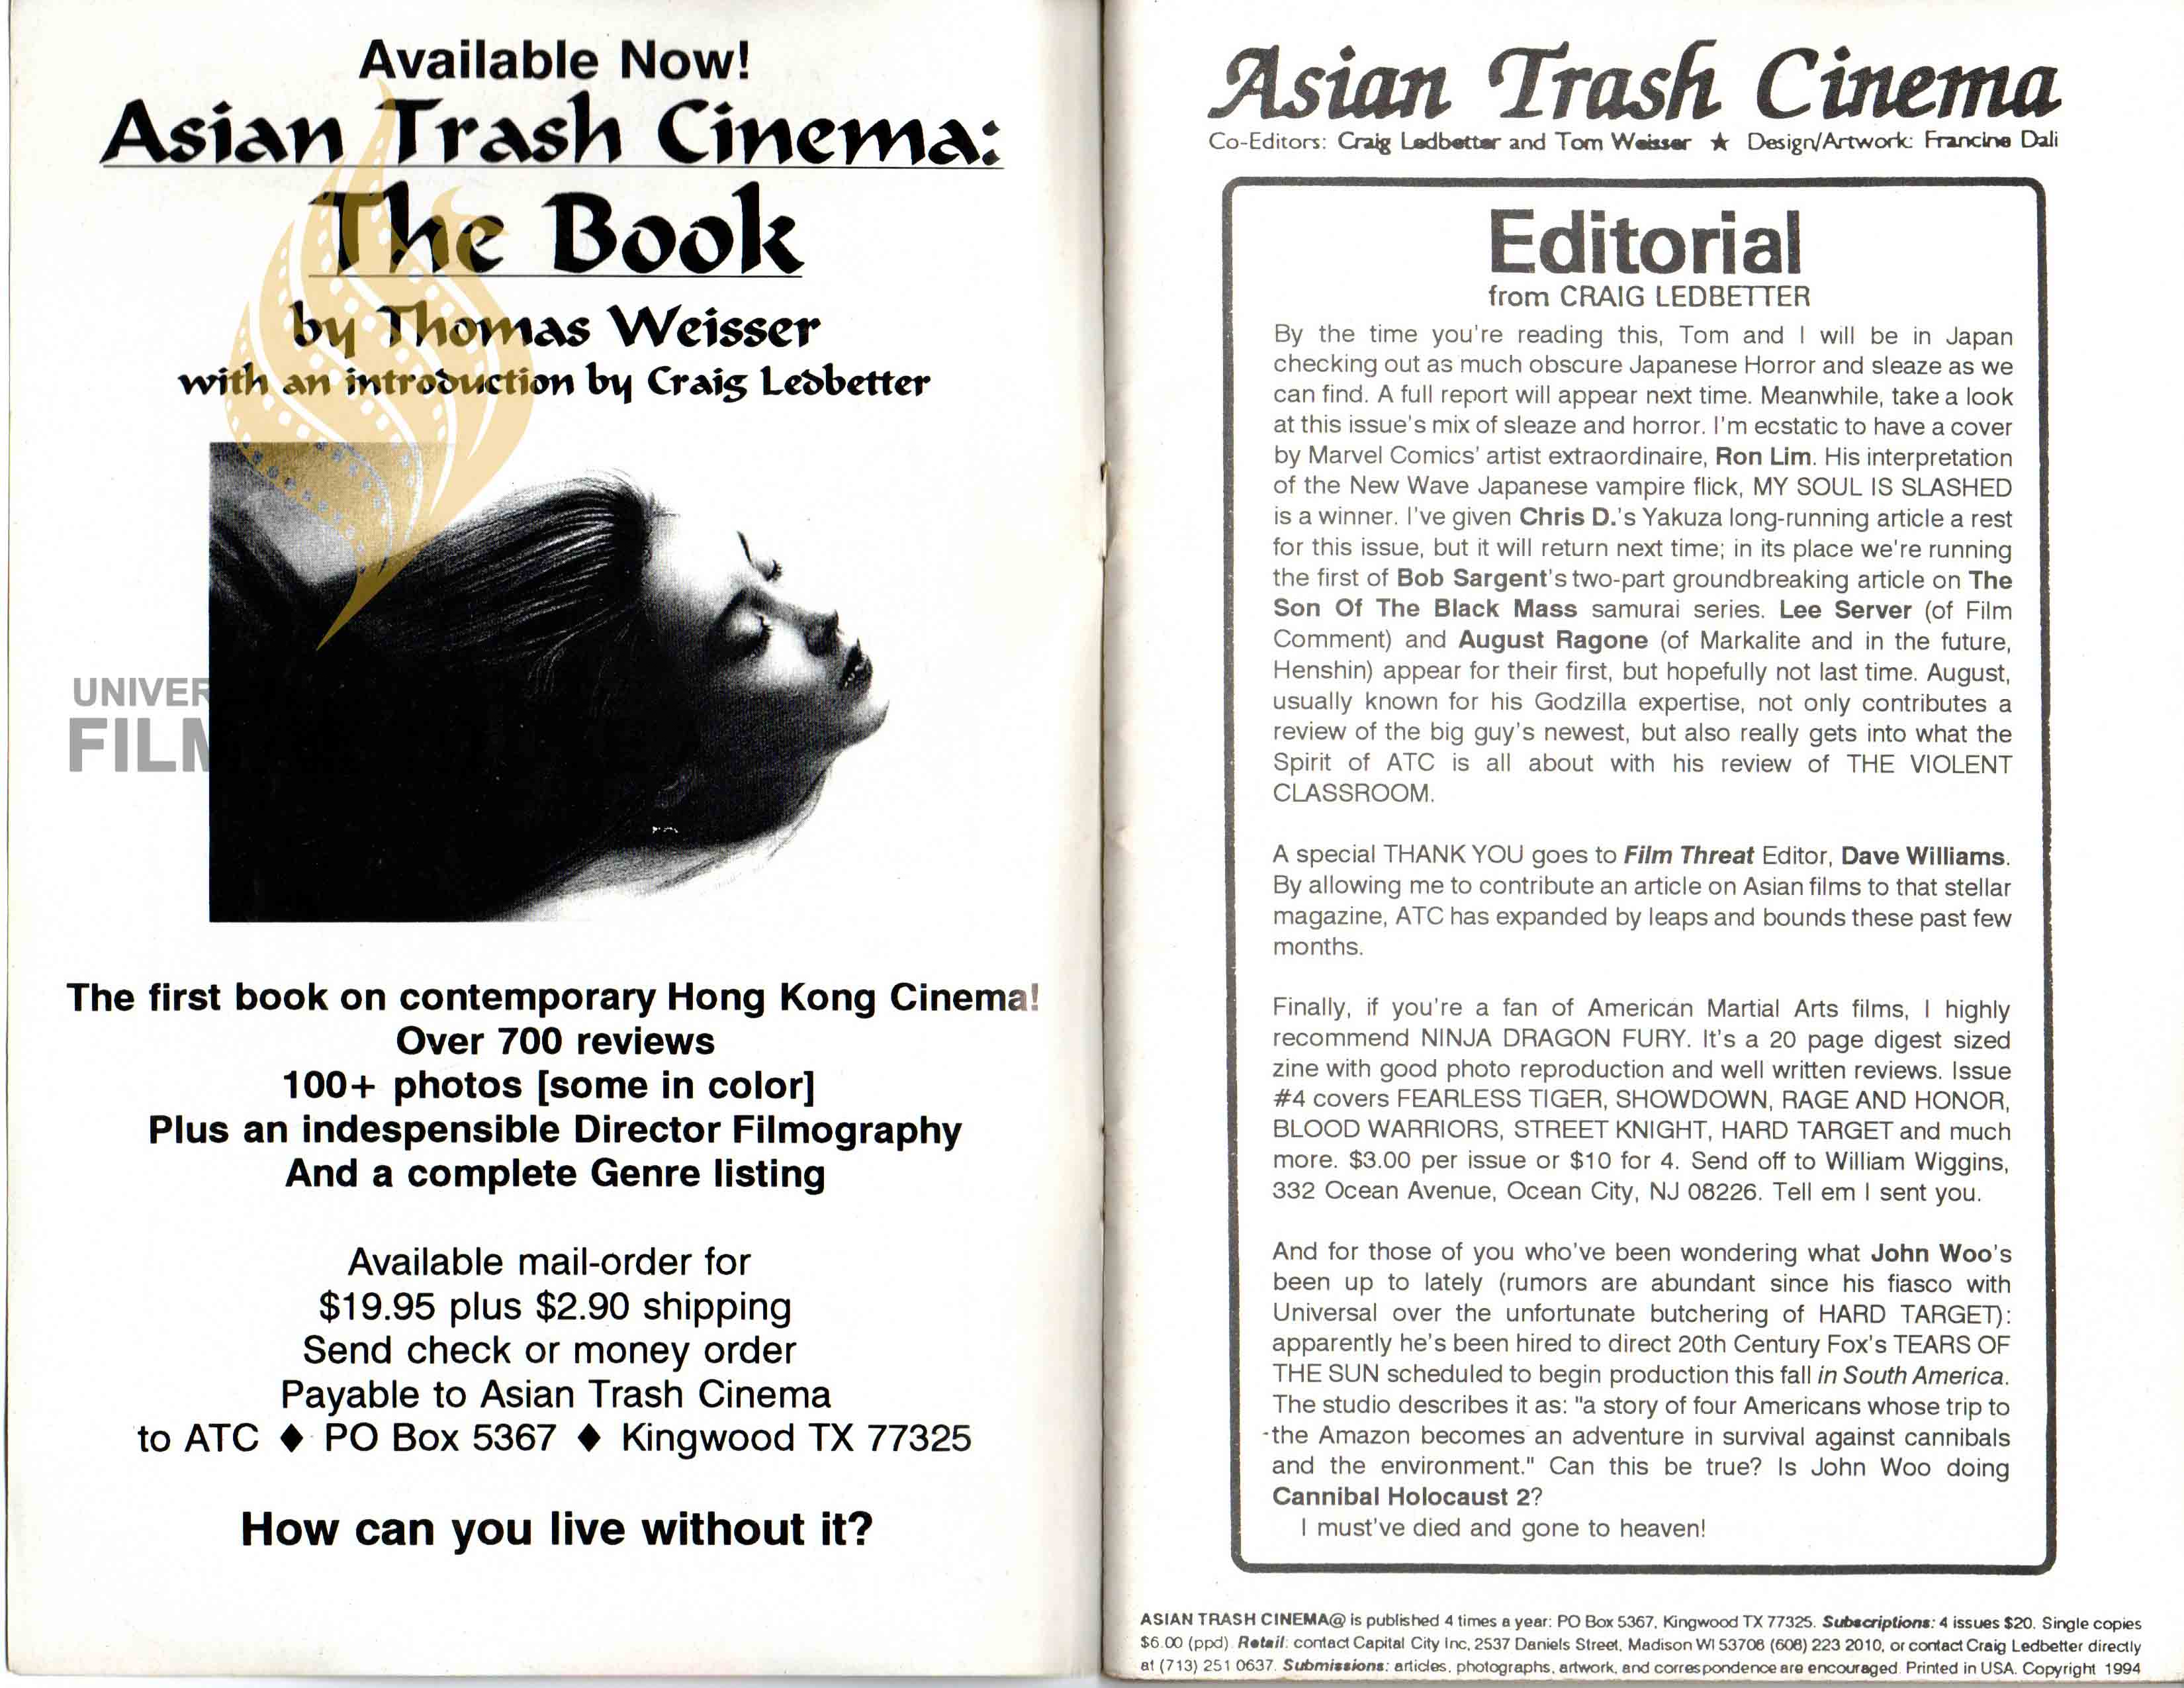 Available Now!
Asian Trash Cinema:
The Book
by Thomas Weisser
with an introduction by Craig Ledbetter
UNIVER
FILM
The first book on contemporary Hong Kong Cinema!
Over 700 reviews
100+ photos [some in color]
Plus an indespensible Director Filmography
And a complete Genre listing
Available mail-order for
$19.95 plus $2.90 shipping
Send check or money order
Payable to Asian Trash Cinema
to ATC ♦ PO Box 5367 ♦ Kingwood TX 77325
How can you live without it?
Asian Trash Cinema
Co-Editors: Craig Ledbetter and Tom Weisser ★ Design/Artwork: Francine Dali
Editorial
from CRAIG LEDBETTER
By the time you're reading this, Tom and I will be in Japan
checking out as much obscure Japanese Horror and sleaze as we
can find. A full report will appear next time. Meanwhile, take a look
at this issue's mix of sleaze and horror. I'm ecstatic to have a cover
by Marvel Comics' artist extraordinaire, Ron Lim. His interpretation
of the New Wave Japanese vampire flick, MY SOUL IS SLASHED
is a winner. I've given Chris D.'s Yakuza long-running article a rest
for this issue, but it will return next time; in its place we're running
the first of Bob Sargent's two-part groundbreaking article on The
Son Of The Black Mass samurai series. Lee Server (of Film
Comment) and August Ragone (of Markalite and in the future,
Henshin) appear for their first, but hopefully not last time. August,
usually known for his Godzilla expertise, not only contributes a
review of the big guy's newest, but also really gets into what the
Spirit of ATC is all about with his review of THE VIOLENT
CLASSROOM.
A special THANK YOU goes to Film Threat Editor, Dave Williams.
By allowing me to contribute an article on Asian films to that stellar
magazine, ATC has expanded by leaps and bounds these past few
months.
Finally, if you're a fan of American Martial Arts films, I highly
recommend NINJA DRAGON FURY. It's a 20 page digest sized
zine with good photo reproduction and well written reviews. Issue
#4 covers FEARLESS TIGER, SHOWDOWN, RAGE AND HONOR,
BLOOD WARRIORS, STREET KNIGHT, HARD TARGET and much
more. $3.00 per issue or $10 for 4. Send off to William Wiggins,
332 Ocean Avenue, Ocean City, NJ 08226. Tell em I sent you.
And for those of you who've been wondering what John Woo's
been up to lately (rumors are abundant since his fiasco with
Universal over the unfortunate butchering of HARD TARGET):
apparently he's been hired to direct 20th Century Fox's TEARS OF
THE SUN scheduled to begin production this fall in South America.
The studio describes it as: "a story of four Americans whose trip to
the Amazon becomes an adventure in survival against cannibals
and the environment." Can this be true? Is John Woo doing
Cannibal Holocaust 2?
I must've died and gone to heaven!
ASIAN TRASH CINEMA@ is published 4 times a year: PO Box 5367, Kingwood TX 77325. Subscriptions: 4 issues $20. Single copies
$6.00 (ppd). Retail: contact Capital City Inc, 2537 Daniels Street, Madison WI 53708 (608) 223 2010, or contact Craig Ledbetter directly
at (713) 251 0637. Submissions: articles, photographs, artwork, and correspondence are encouraged. Printed in USA. Copyright 1994